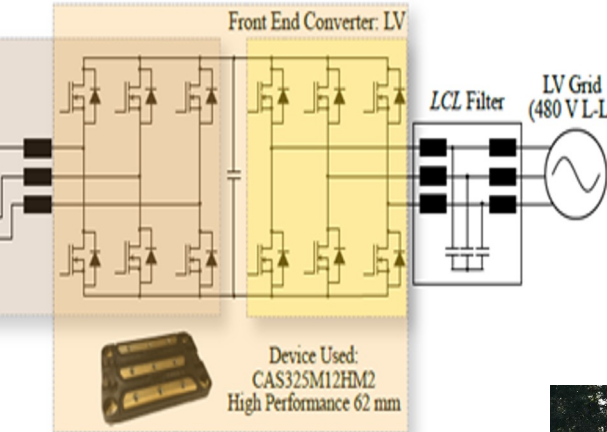 Front End Converter: LV
LCL Filter
LV Grid
(480 V L-L
Device Used:
CAS325M12HM2
High Performance 62 mm